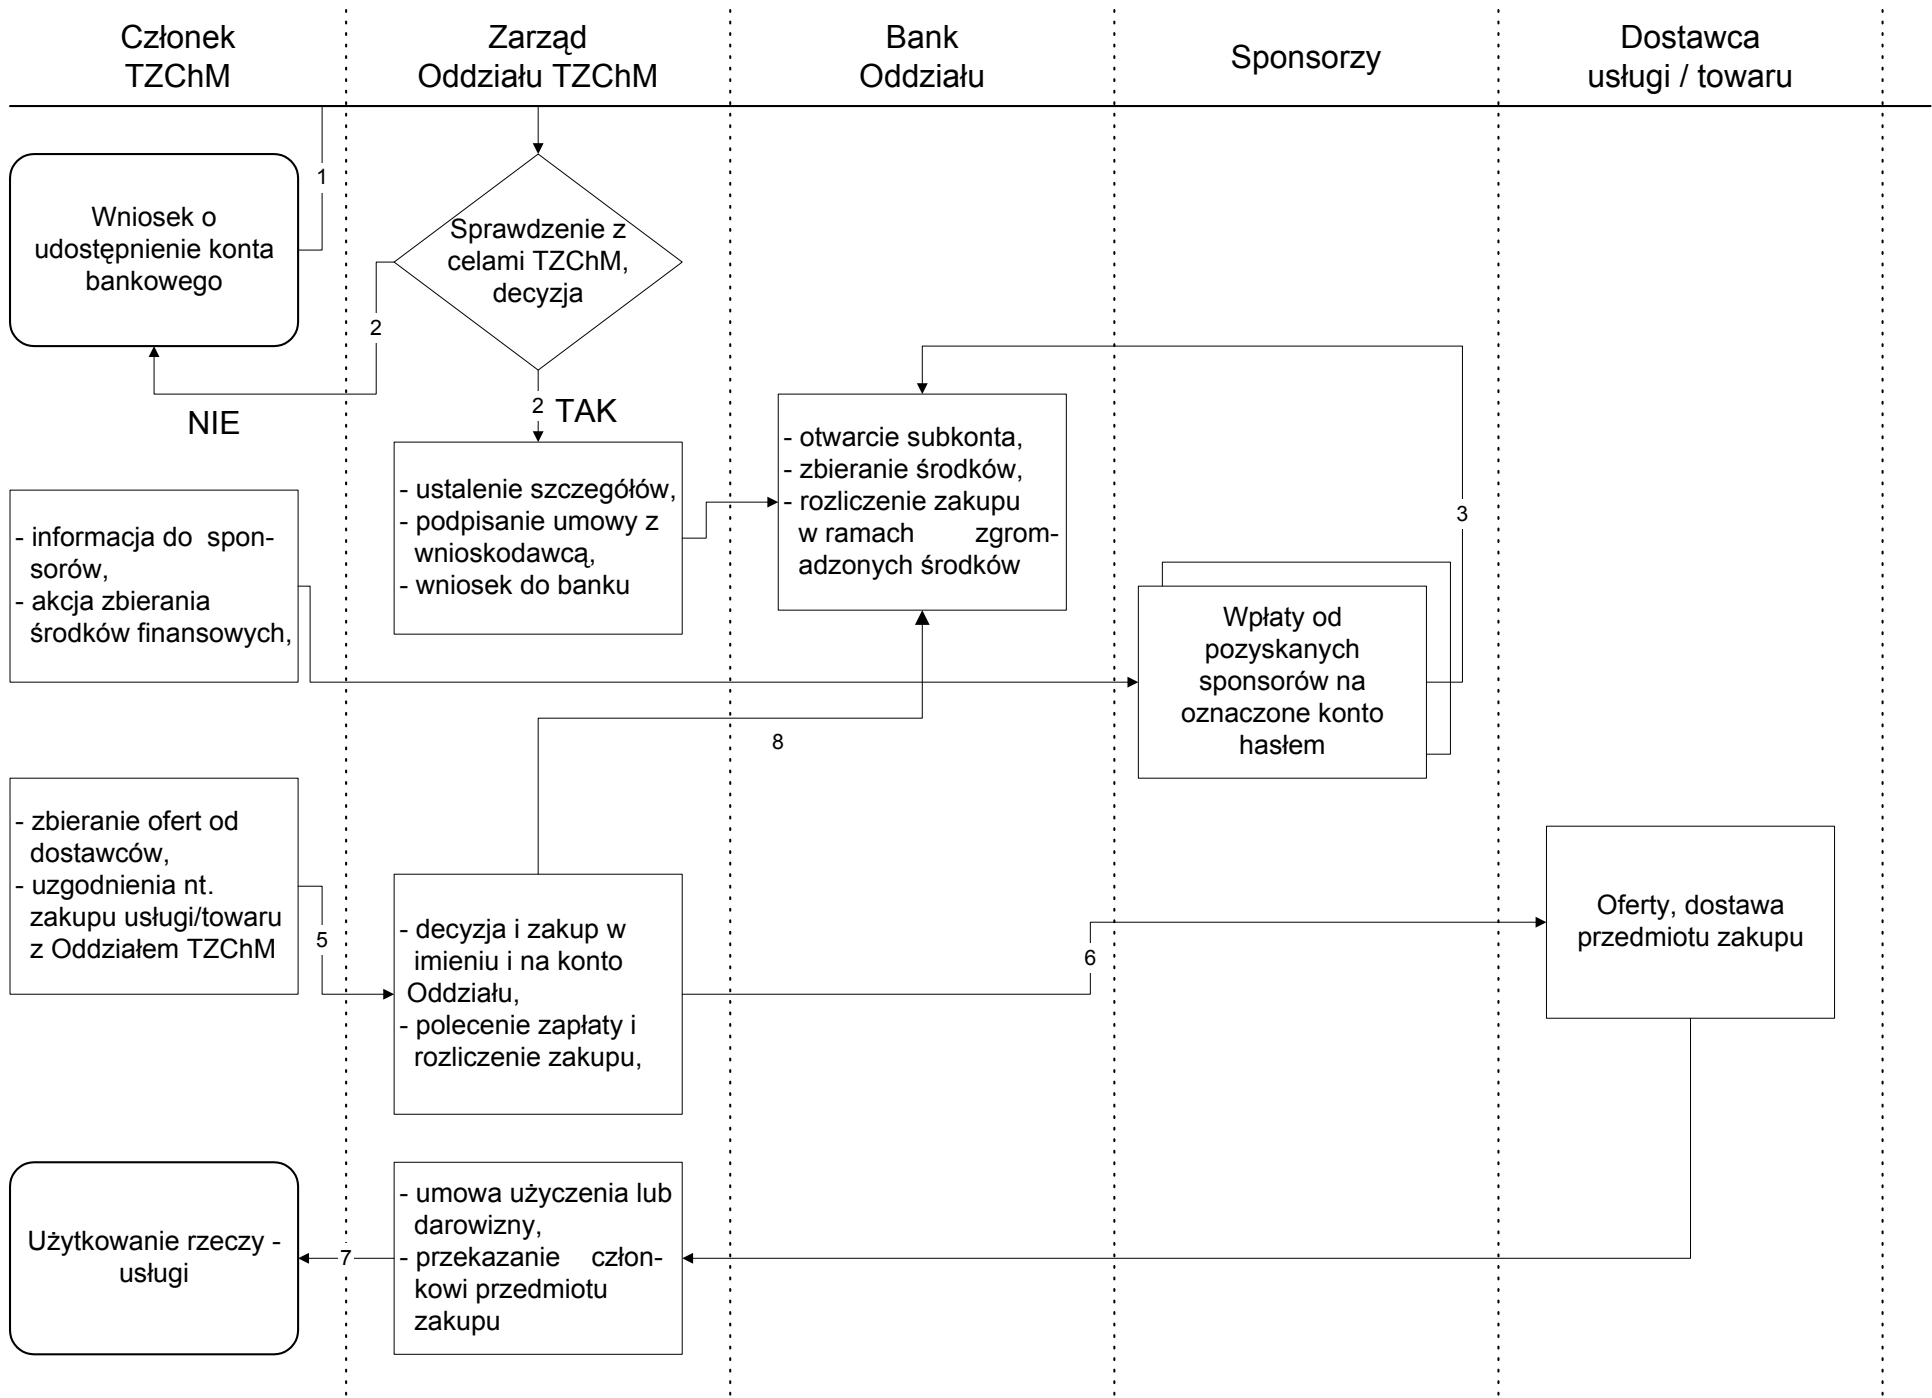 Członek
TZChM
Zarząd
Oddziału TZChM
Bank
Oddziału
Sponsorzy
Dostawca
usługi / towaru
1
Wniosek o
udostępnienie konta
bankowego
Sprawdzenie z
celami TZChM,
decyzja
2
NIE
2
TAK
- ustalenie szczegółów,
- podpisanie umowy z
wnioskodawcą,
- wniosek do banku
- otwarcie subkonta,
- zbieranie środków,
- rozliczenie zakupu
w ramach zgrom-
adzonych środków
3
- informacja do spon-
sorów,
- akcja zbierania
środków finansowych,
Wpłaty od
pozyskanych
sponsorów na
oznaczone konto
hasłem
8
- zbieranie ofert od
dostawców,
- uzgodnienia nt.
zakupu usługi/towaru
z Oddziałem TZChM
5
- decyzja i zakup w
imieniu i na konto
Oddziału,
- polecenie zapłaty i
rozliczenie zakupu,
6
Oferty, dostawa
przedmiotu zakupu
Użytkowanie rzeczy -
usługi
7
- umowa użyczenia lub
darowizny,
- przekazanie człon-
kowi przedmiotu
zakupu